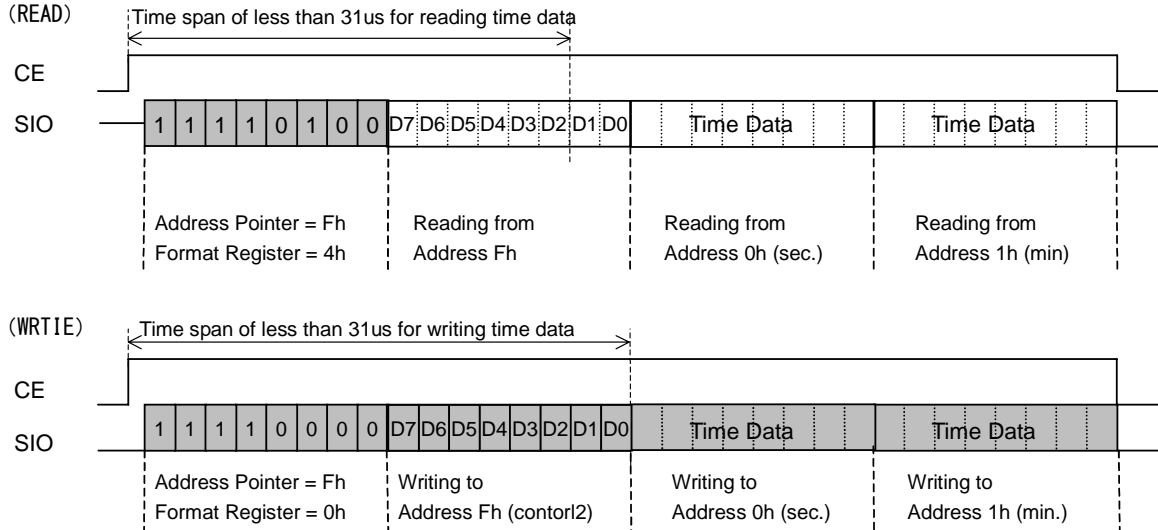 (READ)
Time span of less than 31us for reading time data
CE
SIO
1 1 1 1 0 1 0 0 D7 D6 D5 D4 D3 D2 D1 D0 Time Data Time Data
Address Pointer = Fh
Format Register = 4h
Reading from
Address Fh
Reading from
Address 0h (sec.)
Reading from
Address 1h (min)
(WRTIE)
Time span of less than 31us for writing time data
CE
SIO
1 1 1 1 0 0 0 0 D7 D6 D5 D4 D3 D2 D1 D0 Time Data Time Data
Address Pointer = Fh
Format Register = 0h
Writing to
Address Fh (contorl2)
Writing to
Address 0h (sec.)
Writing to
Address 1h (min.)